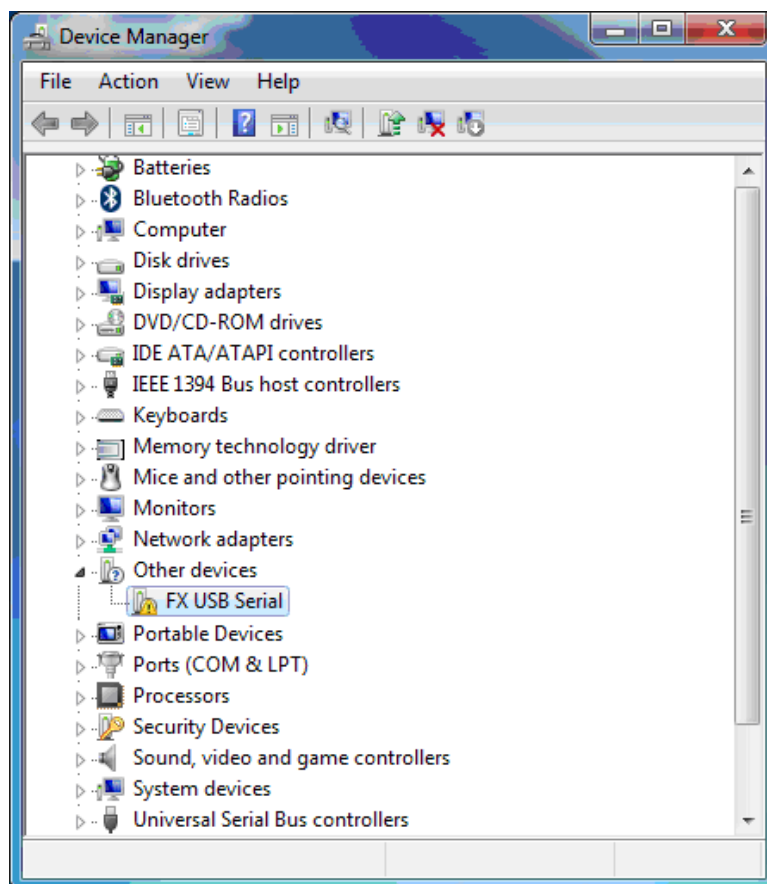 Device Manager
File Action View Help
Batteries
Bluetooth Radios
Computer
Disk drives
Display adapters
DVD/CD-ROM drives
IDE ATA/ATAPI controllers
IEEE 1394 Bus host controllers
Keyboards
Memory technology driver
Mice and other pointing devices
Monitors
Network adapters
Other devices
FX USB Serial
Portable Devices
Ports (COM & LPT)
Processors
Security Devices
Sound, video and game controllers
System devices
Universal Serial Bus controllers